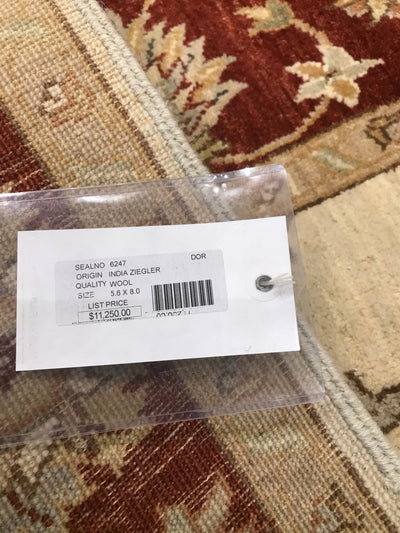 DOR
SEALNO 6247
ORIGIN INDIA ZIEGLER
QUALITY WOOL
SIZE 5.6 X 8.0
LIST PRICE
$11,250.00